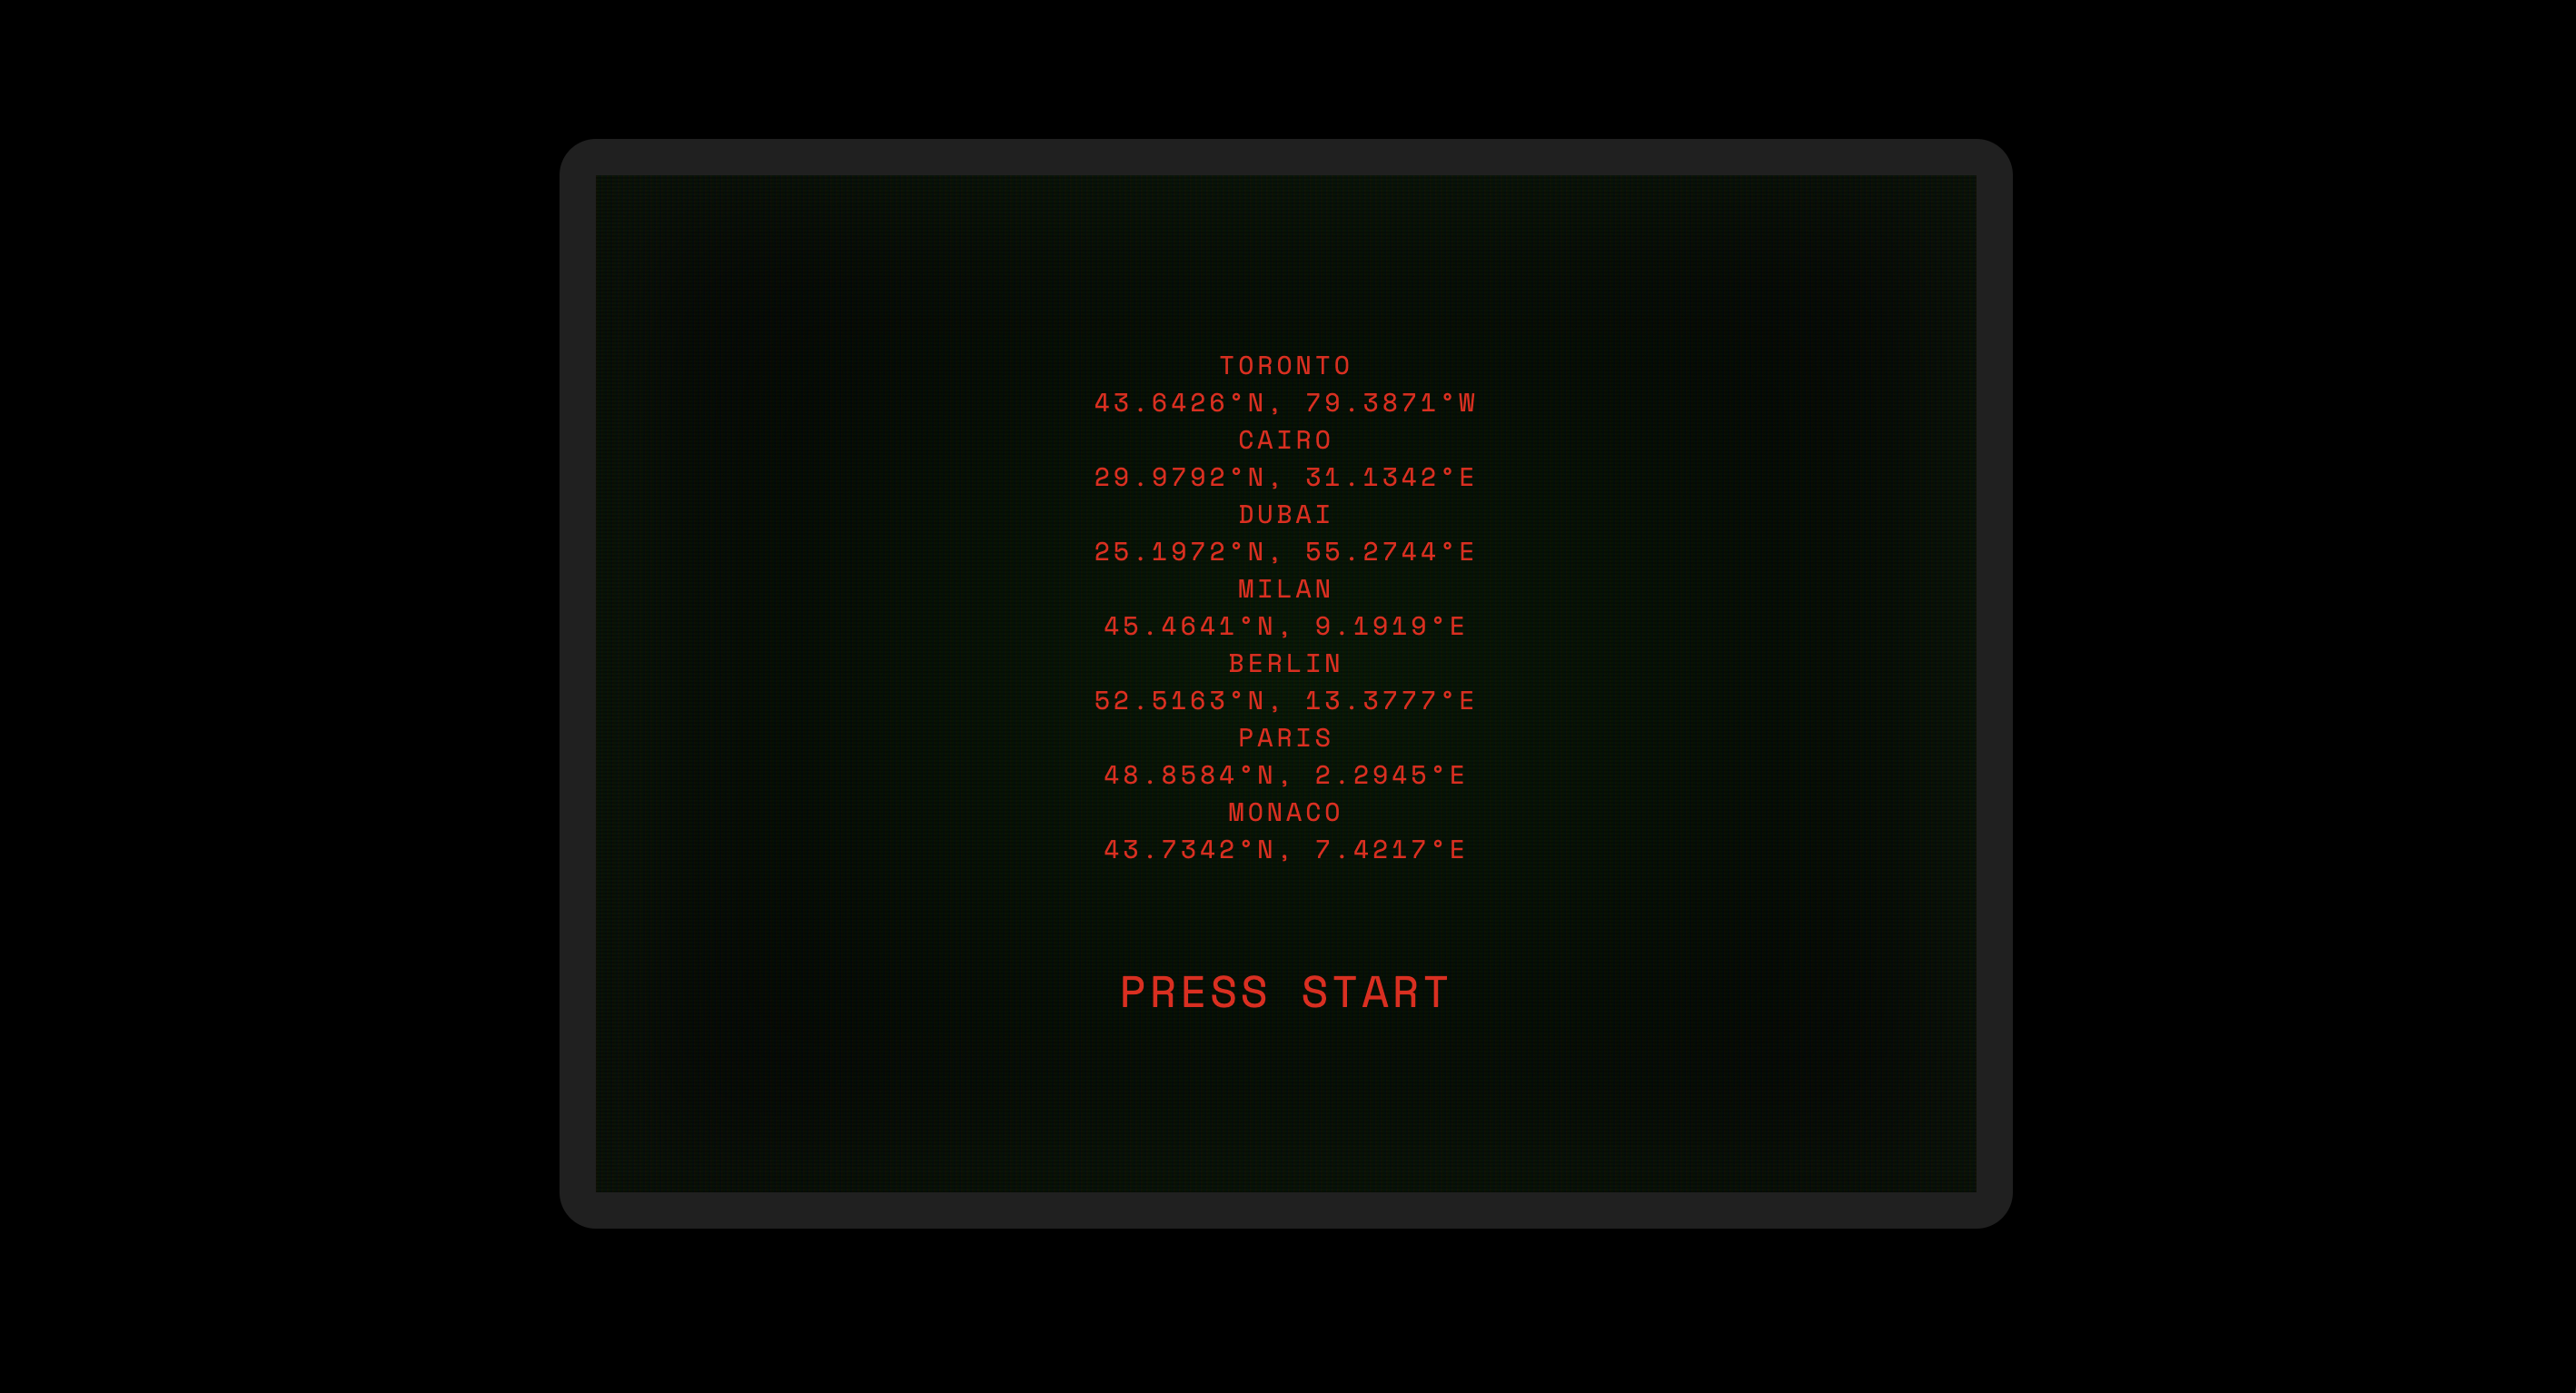 TORONTO
43.6426°N, 79.3871°W
CAIRO
29.9792°N, 31.1342°E
DUBAI
25.1972°N, 55.2744°E
MILAN
45.4641°N, 9.1919°E
BERLIN
52.5163°N, 13.3777°E
PARIS
48.8584°N, 2.2945°E
MONACO
43.7342°N, 7.4217°E
PRESS START